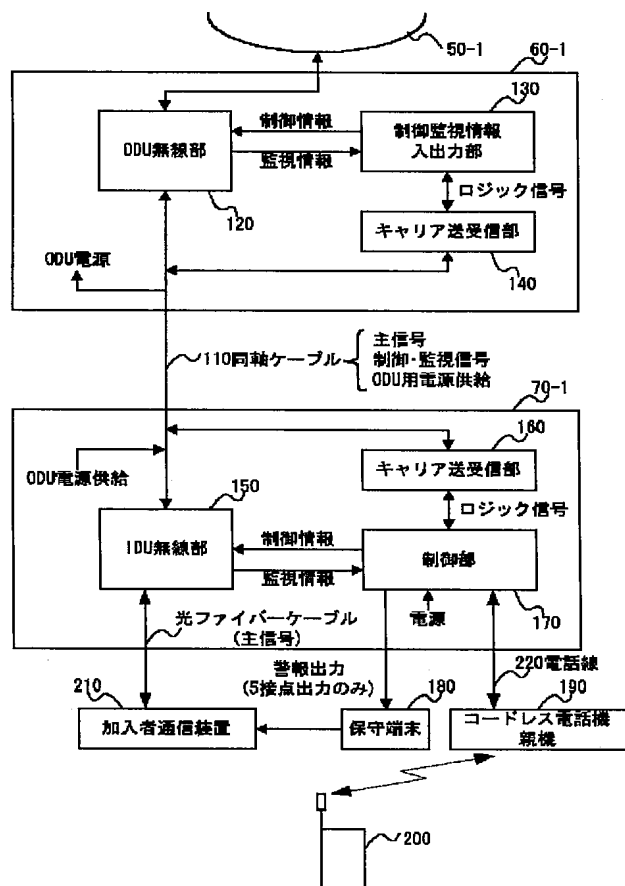 50-1
60-1
130
制御情報
制御監視情報
入出力部
ODU無線部
監視情報
ロジック信号
120
キャリア送受信部
ODU電源
140
110同軸ケーブル
主信号
制御・監視信号
ODU用電源供給
70-1
160
キャリア送受信部
ODU電源供給
150
ロジック信号
制御情報
IDU無線部
制御部
監視情報
電源
170
光ファイバーケーブル
(主信号)
警報出力
(5接点出力のみ)
220電話線
210
180
190
加入者通信装置
保守端末
コードレス電話機
親機
200